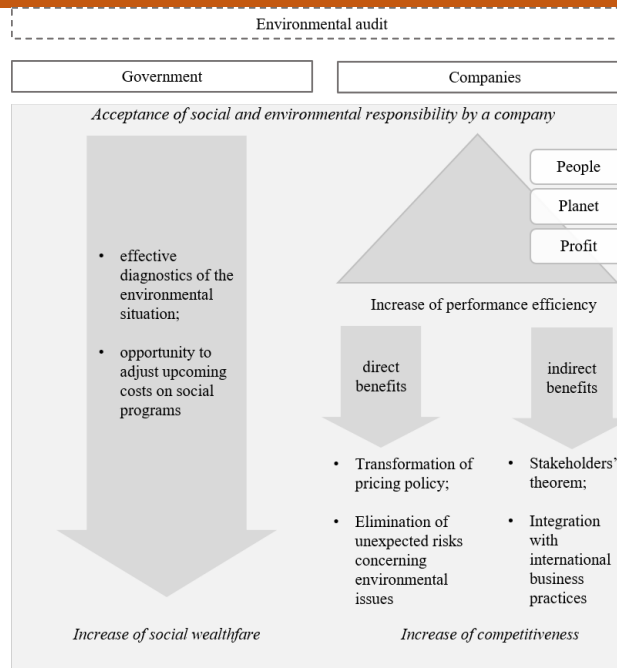 Environmental audit
Government
Companies
Acceptance of social and environmental responsibility by a company
• effective
diagnostics of the
environmental
situation;
• opportunity to
adjust upcoming
costs on social
programs
People
Planet
Profit
Increase of performance efficiency
direct
benefits
indirect
benefits
• Transformation of
pricing policy;
• Elimination of
unexpected risks
concerning
environmental
issues
• Stakeholders’
theorem;
• Integration
with
international
business
practices
Increase of social wealthfare
Increase of competitiveness